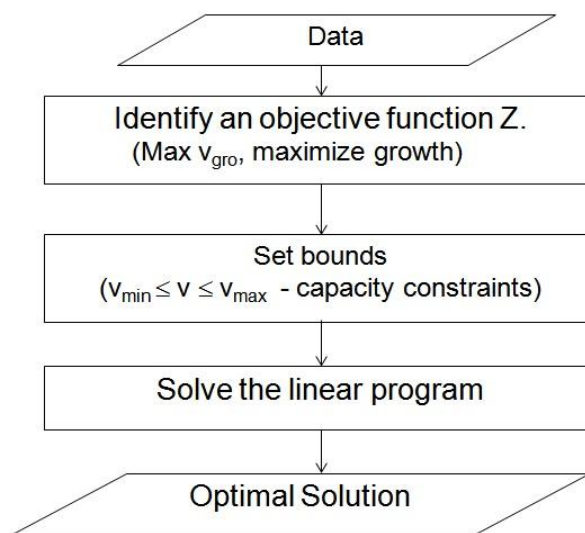 Data
Identify an objective function Z.
(Max vgro, maximize growth)
Set bounds
(vmin ≤ v ≤ vmax - capacity constraints)
Solve the linear program
Optimal Solution